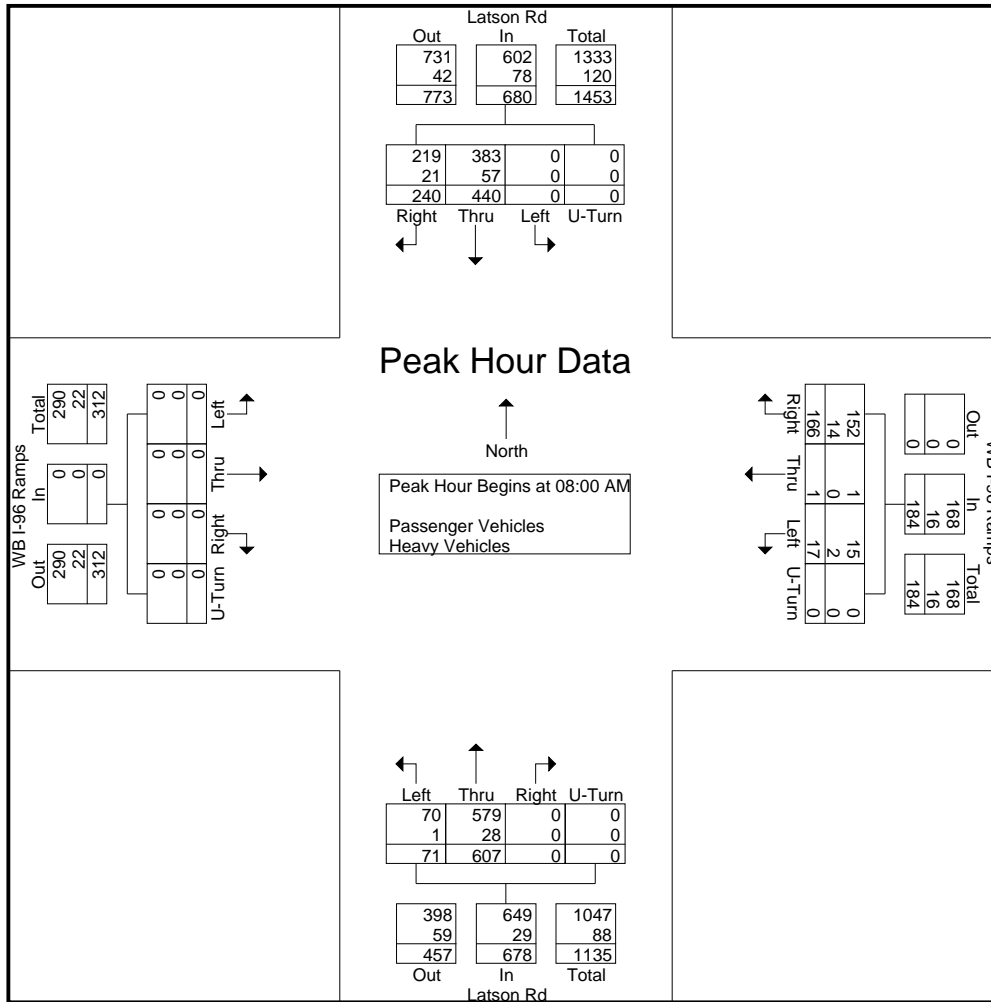 Latson Rd
Out In Total
731 602 1333
42 78 120
773 680 1453
219 383 0 0
21 57 0 0
240 440 0 0
Right Thru Left U-Turn
Peak Hour Data
North
Peak Hour Begins at 08:00 AM
Passenger Vehicles
Heavy Vehicles
WB I-96 Ramps
Out In Total
290 0 290
22 0 22
312 0 312
0 0 0 0
0 0 0 0
0 0 0 0
U-Turn Right Thru Left
Out In Total
0 168 168
0 16 16
0 184 184
152 1 15 0
14 0 2 0
166 1 17 0
Right Thru Left U-Turn
Left Thru Right U-Turn
70 579 0 0
1 28 0 0
71 607 0 0
398 649 1047
59 29 88
457 678 1135
Out In Total
Latson Rd